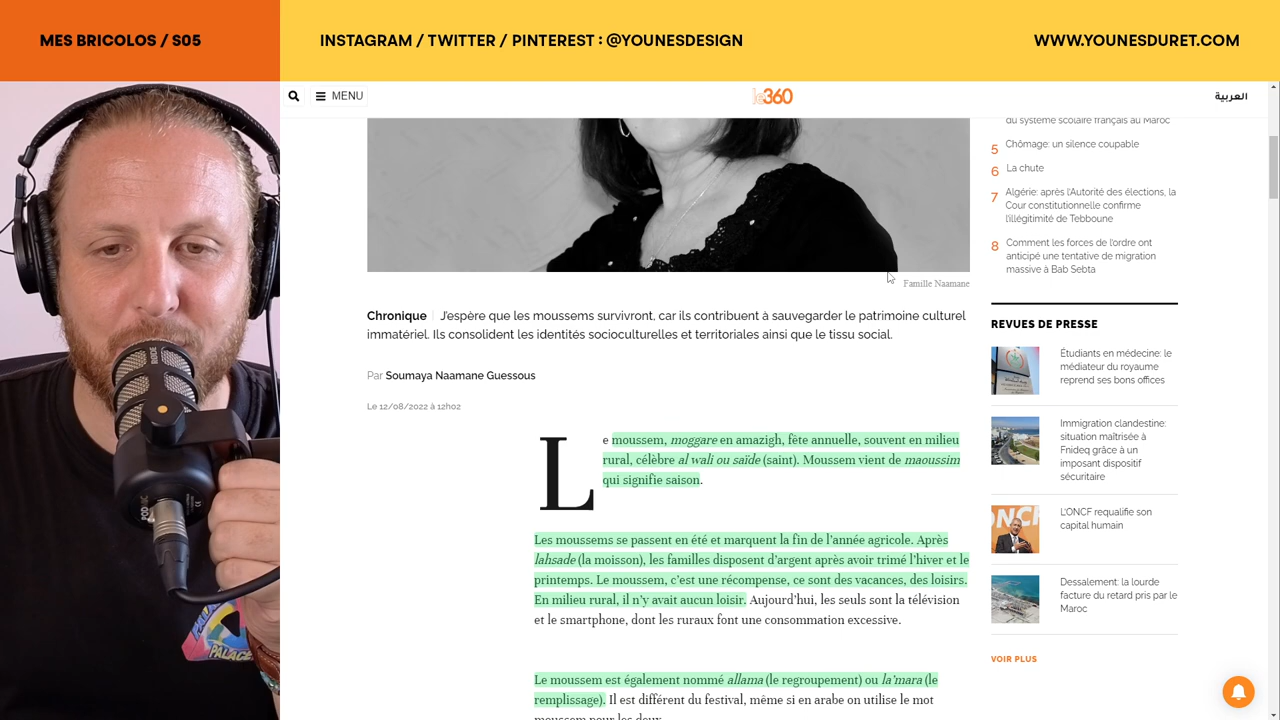 MES BRICOLOS / S05
INSTAGRAM / TWITTER / PINTEREST : @YOUNESDESIGN
WWW.YOUNESDURET.COM
MENU
le360
العربية
Famille Naamane
Chronique J'espère que les moussems survivront, car ils contribuent à sauvegarder le patrimoine culturel
immatériel. Ils consolident les identités socioculturelles et territoriales ainsi que le tissu social.
Par Soumaya Naamane Guessous
Le 12/08/2022 à 12h02
Le moussem, moggare en amazigh, fête annuelle, souvent en milieu
rural, célèbre al wali ou saïde (saint). Moussem vient de maoussim
qui signifie saison.
Les moussems se passent en été et marquent la fin de l'année agricole. Après
lahsade (la moisson), les familles disposent d'argent après avoir trimé l'hiver et le
printemps. Le moussem, c'est une récompense, ce sont des vacances, des loisirs.
En milieu rural, il n'y avait aucun loisir. Aujourd'hui, les seuls sont la télévision
et le smartphone, dont les ruraux font une consommation excessive.
Le moussem est également nommé allama (le regroupement) ou la'mara (le
remplissage). Il est différent du festival, même si en arabe on utilise le mot
moussem pour les deux.
du système scolaire français au Maroc
5 Chômage: un silence coupable
6 La chute
7 Algérie: après l'Autorité des élections, la
Cour constitutionnelle confirme
l'illégitimité de Tebboune
8 Comment les forces de l'ordre ont
anticipé une tentative de migration
massive à Bab Sebta
REVUES DE PRESSE
Étudiants en médecine: le
médiateur du royaume
reprend ses bons offices
Immigration clandestine:
situation maîtrisée à
Fnideq grâce à un
imposant dispositif
sécuritaire
L'ONCF requalifie son
capital humain
Dessalement: la lourde
facture du retard pris par le
Maroc
VOIR PLUS
RØDE
POD MIC
PALACE
ONCF